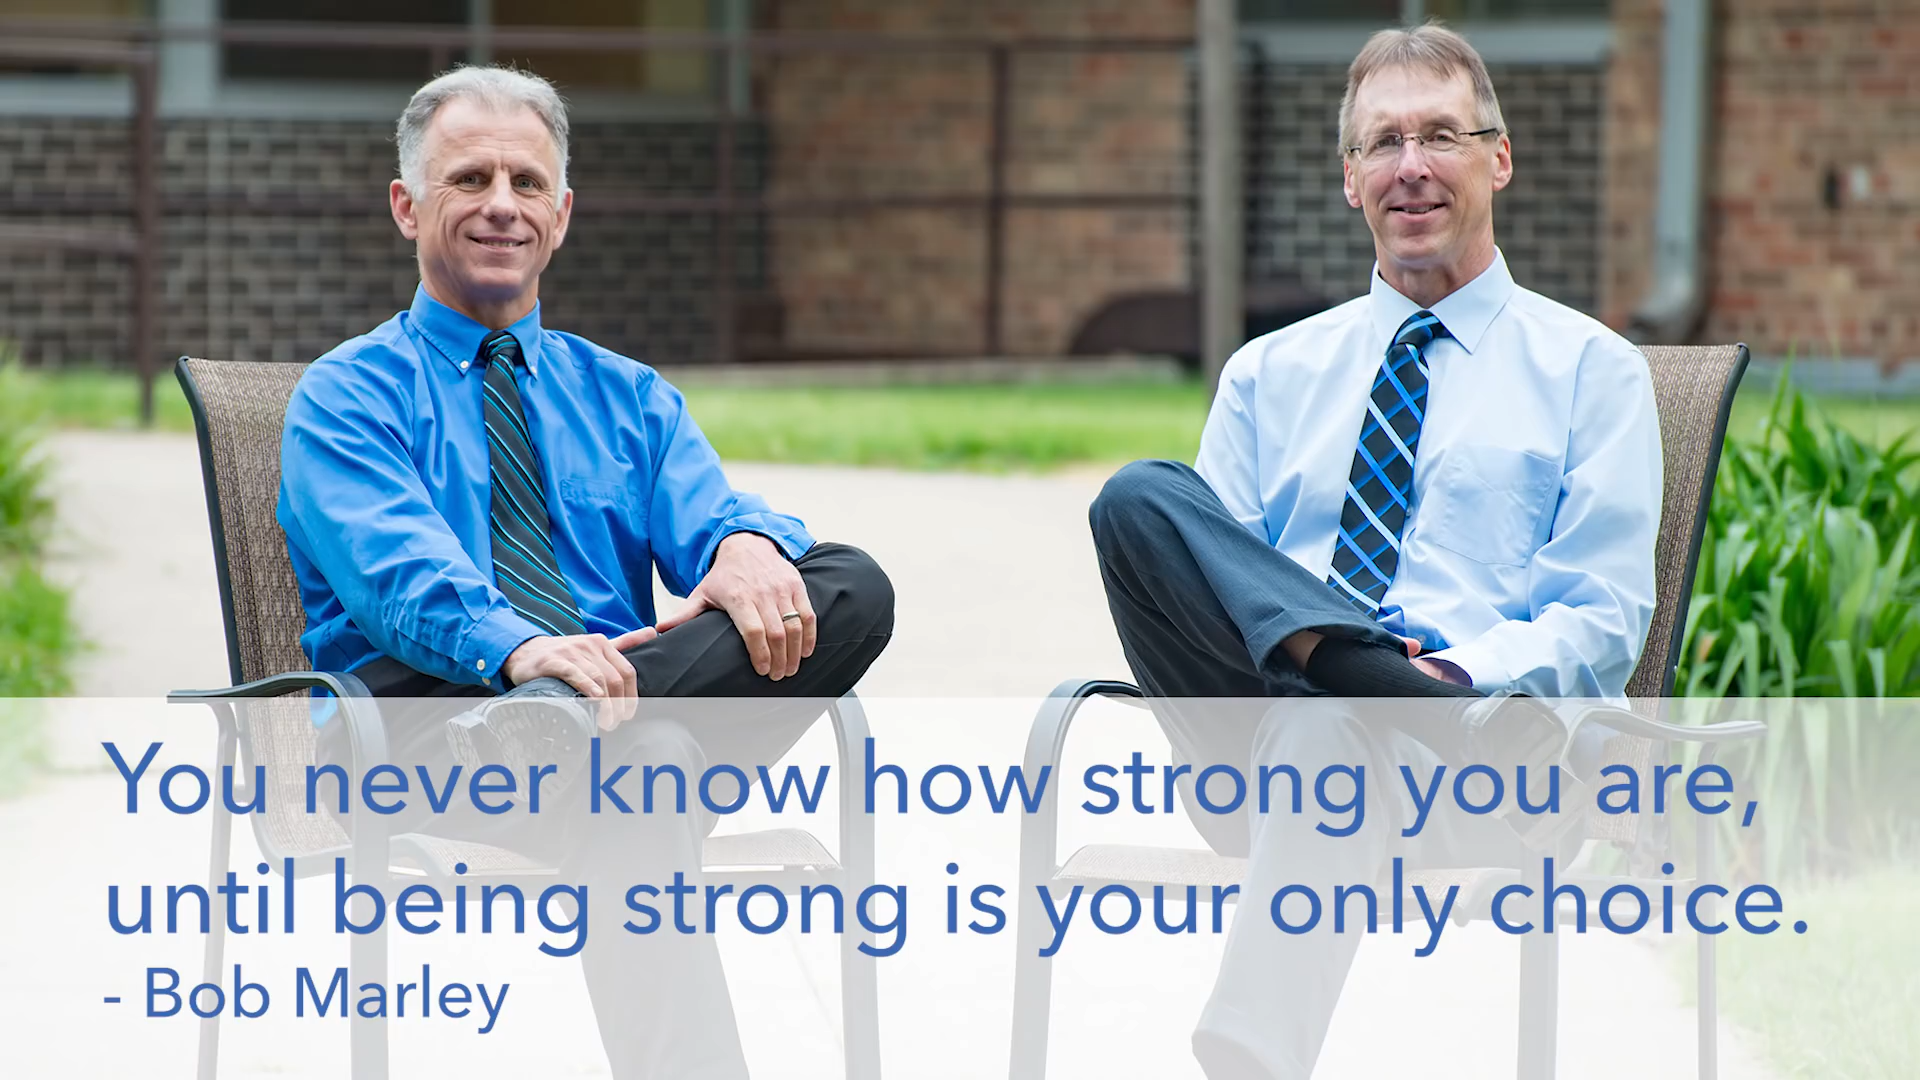 You never know how strong you are,
until being strong is your only choice.
- Bob Marley